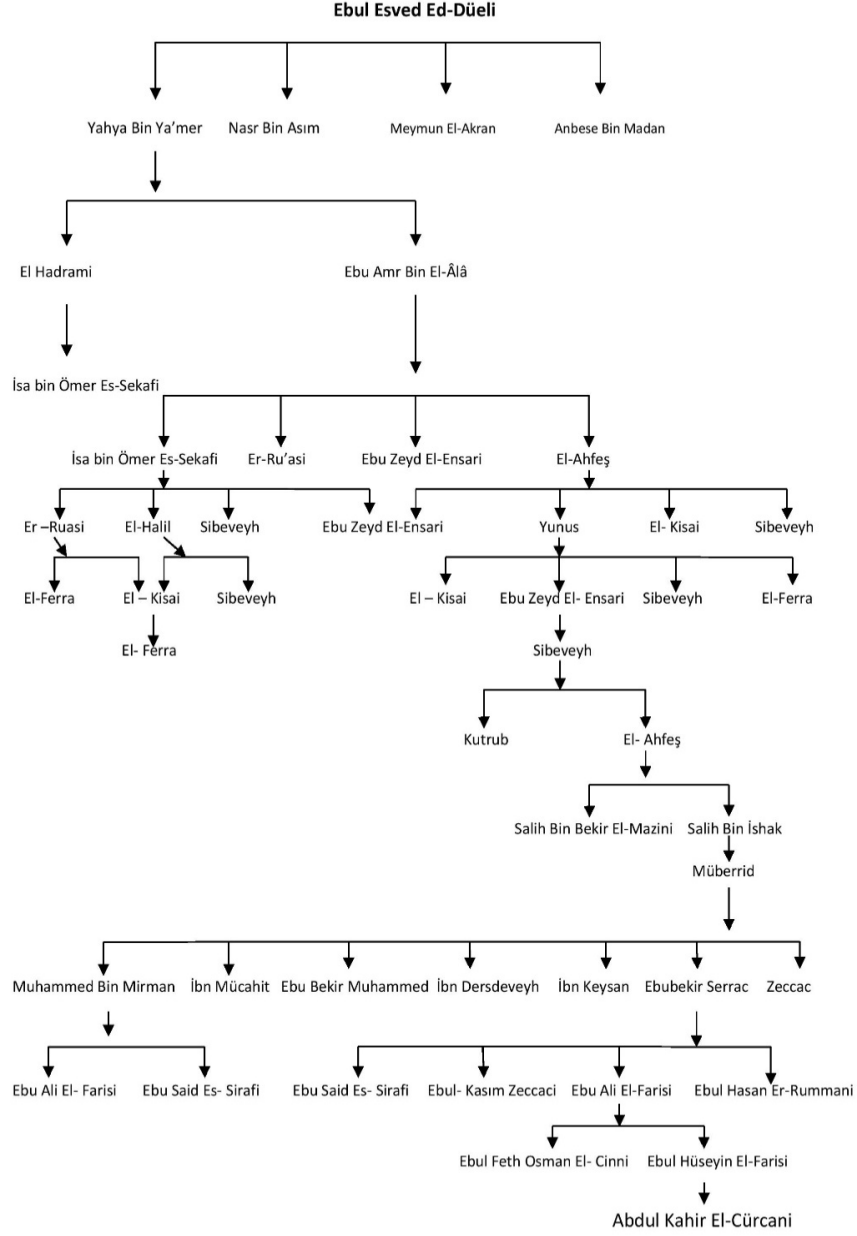 Ebul Esved Ed-Düeli
Yahya Bin Ya’mer Nasr Bin Asım Meymun El-Akran Anbese Bin Madan
El Hadrami Ebu Amr Bin El-Âlâ
İsa bin Ömer Es-Sekafi
İsa bin Ömer Es-Sekafi Er-Ru’asi Ebu Zeyd El-Ensari El-Ahfeş
Er –Ruasi El-Halil Sibeveyh Ebu Zeyd El-Ensari Yunus El- Kisai Sibeveyh
El-Ferra El – Kisai Sibeveyh El – Kisai Ebu Zeyd El- Ensari Sibeveyh El-Ferra
El- Ferra Sibeveyh
Kutrub El- Ahfeş
Salih Bin Bekir El-Mazini Salih Bin İshak
Müberrid
Muhammed Bin Mirman İbn Mücahit Ebu Bekir Muhammed İbn Dersdeveyh İbn Keysan Ebubekir Serrac Zeccac
Ebu Ali El- Farisi Ebu Said Es- Sirafi Ebu Said Es- Sirafi Ebul- Kasım Zeccaci Ebu Ali El-Farisi Ebul Hasan Er-Rummani
Ebul Feth Osman El- Cinni Ebul Hüseyin El-Farisi
Abdul Kahir El-Cürcani